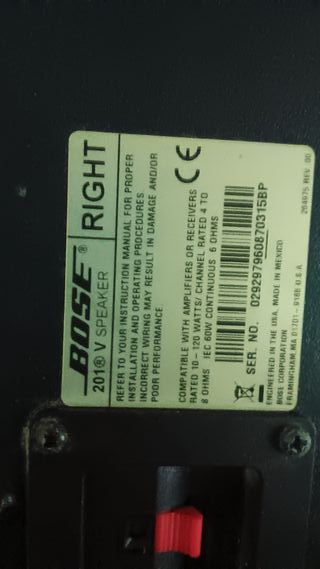 BOSE®
201® V SPEAKER
RIGHT
REFER TO YOUR INSTRUCTION MANUAL FOR PROPER
INSTALLATION AND OPERATING PROCEDURES.
INCORRECT WIRING MAY RESULT IN DAMAGE AND/OR
POOR PERFORMANCE.
COMPATIBLE WITH AMPLIFIERS OR RECEIVERS
RATED 10 - 120 WATTS/ CHANNEL RATED 4 TO
8 OHMS IEC 60W CONTINUOUS 6 OHMS
CE
SER. NO. 029297960870315BP
ENGINEERED IN THE USA, MADE IN MEXICO
BOSE CORPORATION
FRAMINGHAM, MA 01701 - 9168 U.S.A
264975 REV. 00